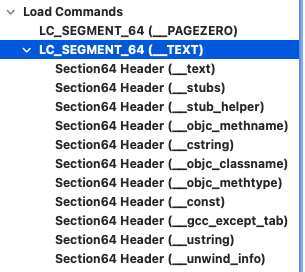 Load Commands
LC_SEGMENT_64 (__PAGEZERO)
LC_SEGMENT_64 (__TEXT)
Section64 Header (__text)
Section64 Header (__stubs)
Section64 Header (__stub_helper)
Section64 Header (__objc_methname)
Section64 Header (__cstring)
Section64 Header (__objc_classname)
Section64 Header (__objc_methtype)
Section64 Header (__const)
Section64 Header (__gcc_except_tab)
Section64 Header (__ustring)
Section64 Header (__unwind_info)